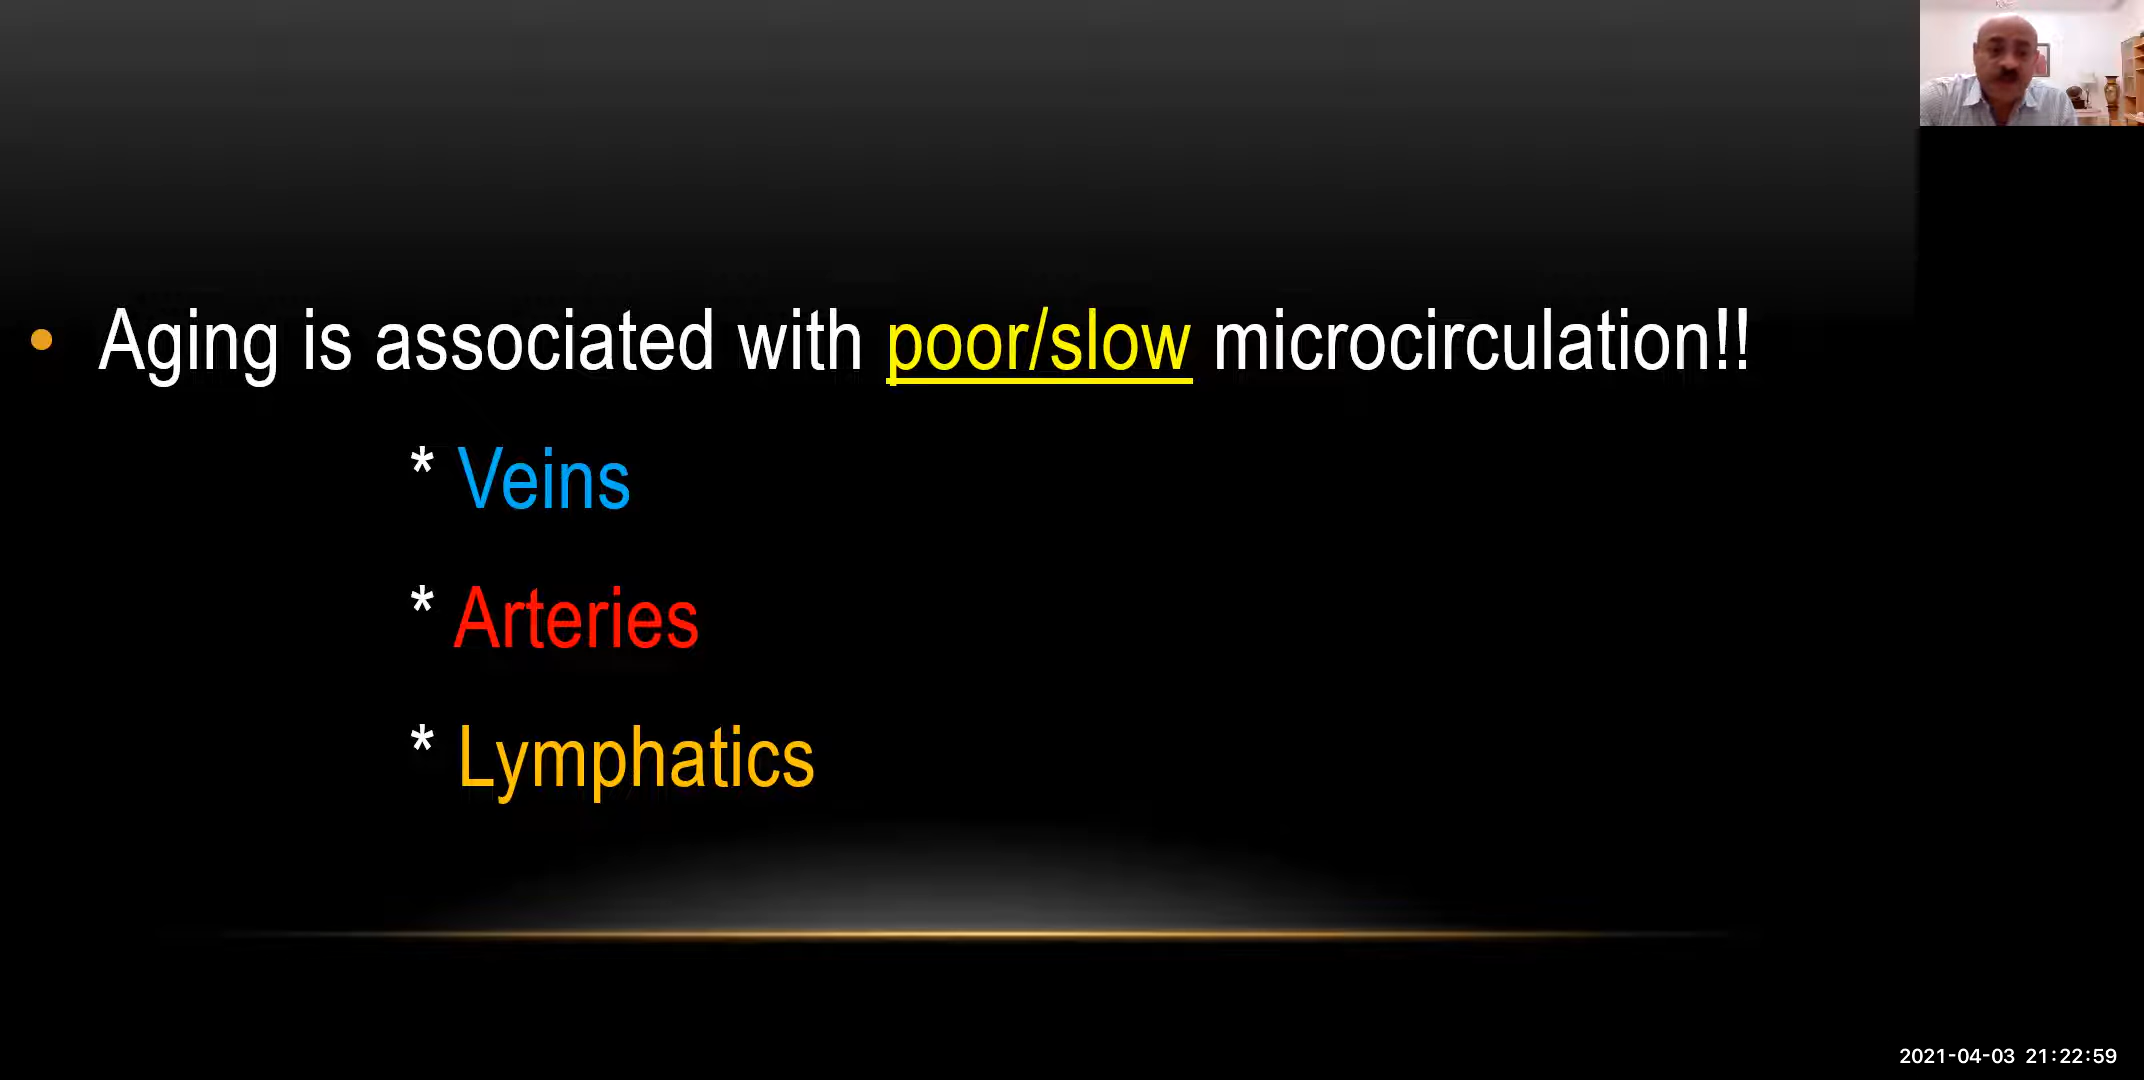 • Aging is associated with poor/slow microcirculation!!
* Veins
* Arteries
* Lymphatics
2021-04-03 21:22:59